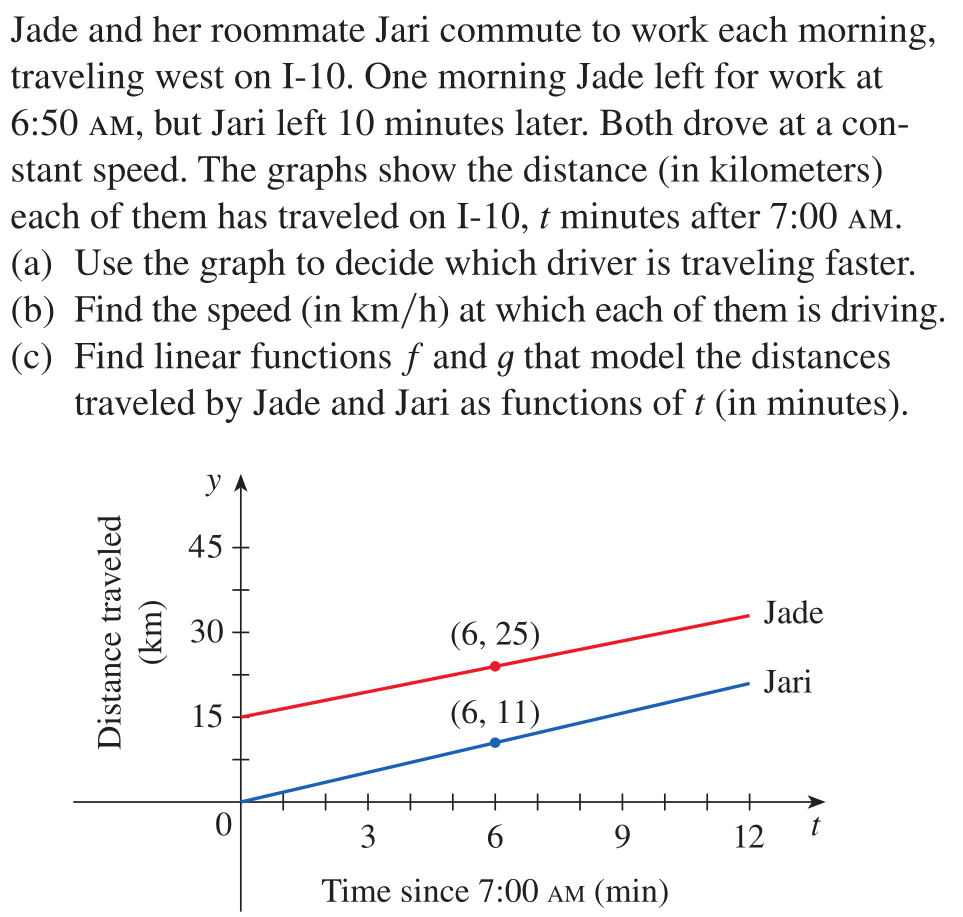 Jade and her roommate Jari commute to work each morning,
traveling west on I-10. One morning Jade left for work at
6:50 AM, but Jari left 10 minutes later. Both drove at a con-
stant speed. The graphs show the distance (in kilometers)
each of them has traveled on I-10, t minutes after 7:00 AM.
(a) Use the graph to decide which driver is traveling faster.
(b) Find the speed (in km/h) at which each of them is driving.
(c) Find linear functions f and g that model the distances
traveled by Jade and Jari as functions of t (in minutes).
y
Distance traveled
(km)
45
30
15
0
(6, 25)
(6, 11)
Jade
Jari
3 6 9 12 t
Time since 7:00 AM (min)